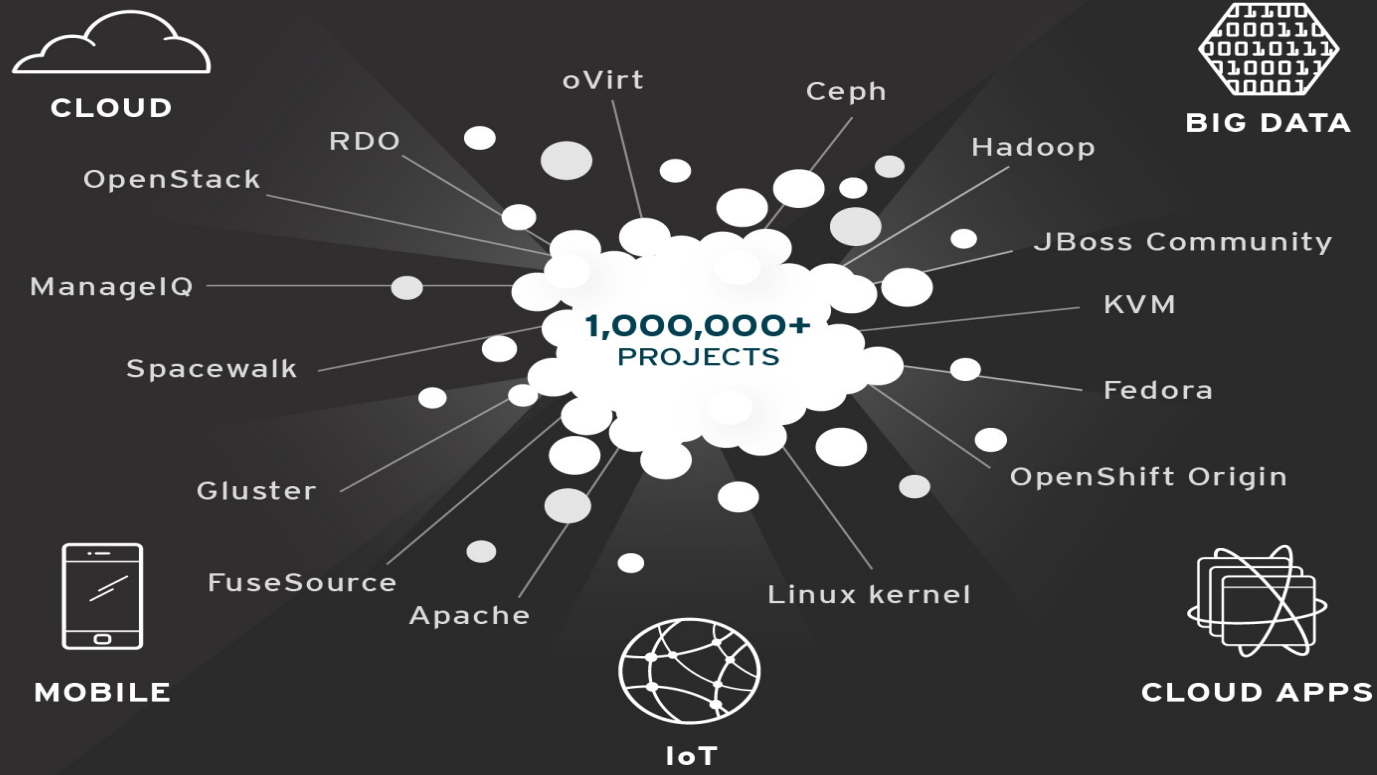 CLOUD
BIG DATA
oVirt
Ceph
RDO
Hadoop
OpenStack
JBoss Community
ManageIQ
KVM
1,000,000+
PROJECTS
Spacewalk
Fedora
Gluster
OpenShift Origin
FuseSource
Apache
Linux kernel
MOBILE
CLOUD APPS
IoT